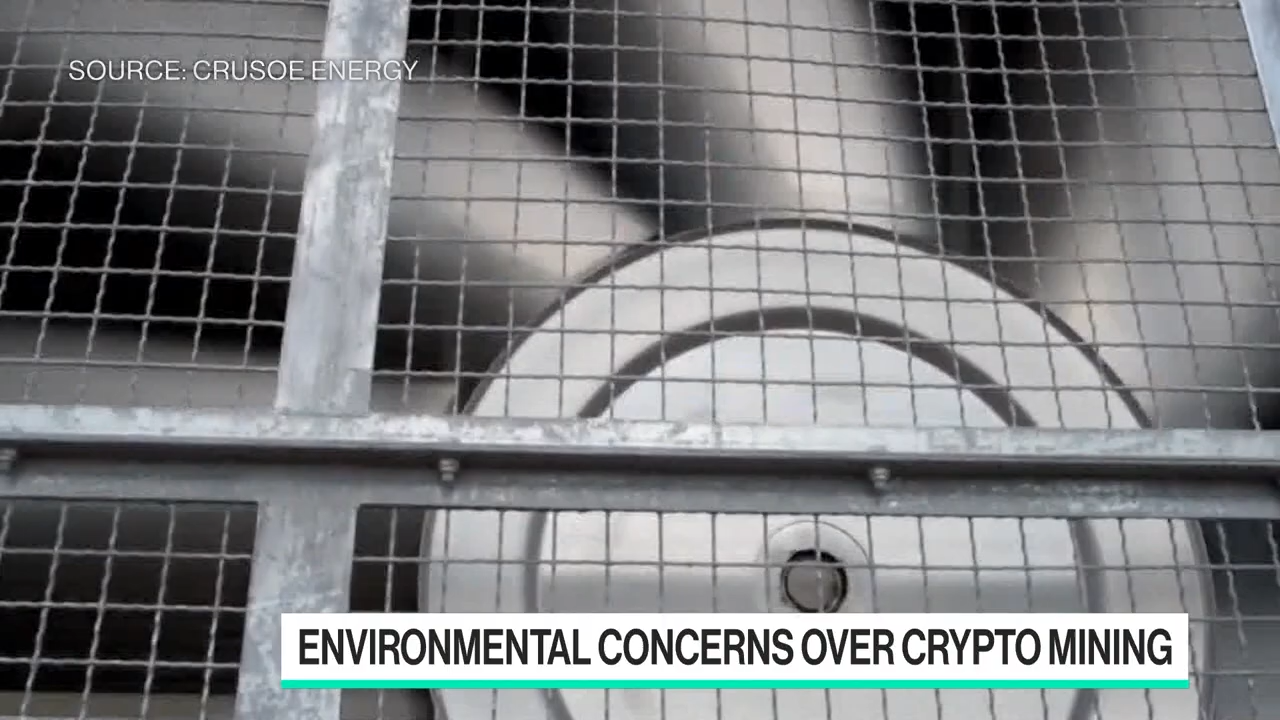 SOURCE: CRUSOE ENERGY
ENVIRONMENTAL CONCERNS OVER CRYPTO MINING